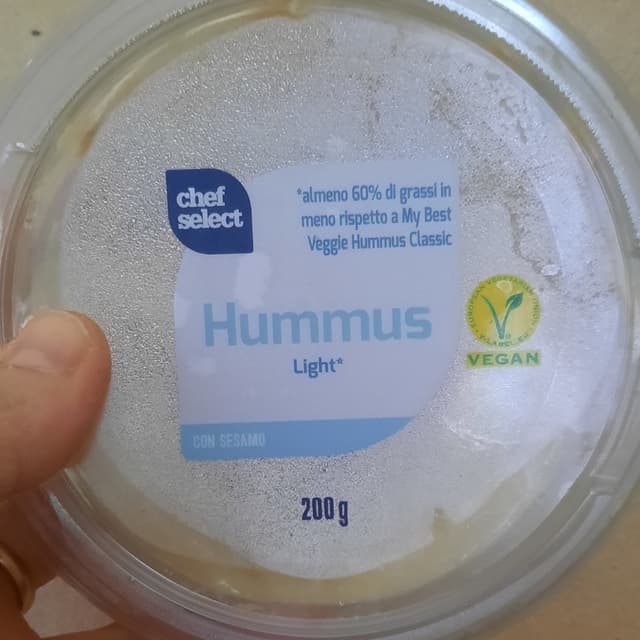 chef
select
*almeno 60% di grassi in
meno rispetto a My Best
Veggie Hummus Classic
Hummus
Light*
VEGAN
CON SESAMO
200 g